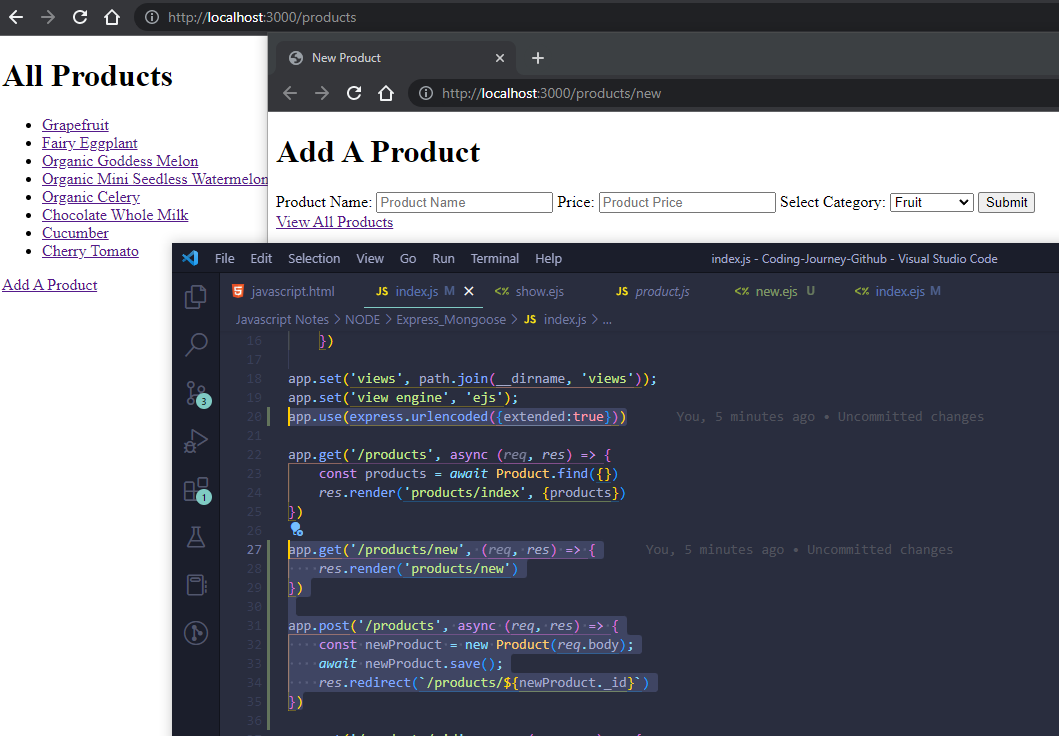 http://localhost:3000/products
All Products
Grapefruit
Fairy Eggplant
Organic Goddess Melon
Organic Mini Seedless Watermelon
Organic Celery
Chocolate Whole Milk
Cucumber
Cherry Tomato
Add A Product
New Product
http://localhost:3000/products/new
Add A Product
Product Name: Product Name Price: Product Price Select Category: Fruit Submit
View All Products
File Edit Selection View Go Run Terminal Help index.js - Coding-Journey-Github - Visual Studio Code
javascript.html JS index.js M <% show.ejs JS product.js <% new.ejs U <% index.ejs M
Javascript Notes > NODE > Express_Mongoose > JS index.js > ...
3
1
16 })
17
18 app.set('views', path.join(__dirname, 'views'));
19 app.set('view engine', 'ejs');
20 app.use(express.urlencoded({extended:true})) You, 5 minutes ago • Uncommitted changes
21
22 app.get('/products', async (req, res) => {
23 const products = await Product.find({})
24 res.render('products/index', {products})
25 })
26
27 app.get('/products/new', (req, res) => { You, 5 minutes ago • Uncommitted changes
28 res.render('products/new')
29 })
30
31 app.post('/products', async (req, res) => {
32 const newProduct = new Product(req.body);
33 await newProduct.save();
34 res.redirect(`/products/${newProduct._id}`)
35 })
36